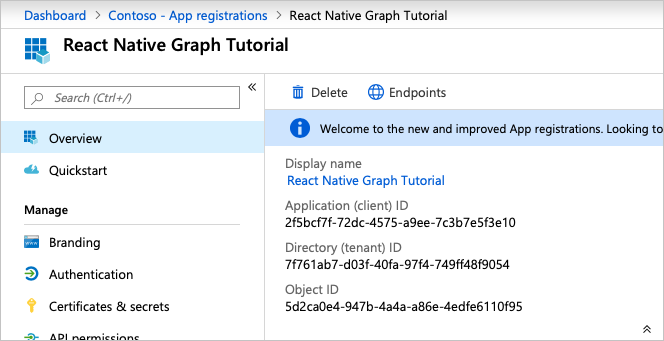 Dashboard > Contoso - App registrations > React Native Graph Tutorial
React Native Graph Tutorial
Search (Ctrl+/)
Overview
Quickstart
Manage
Branding
Authentication
Certificates & secrets
API permissions
Delete
Endpoints
Welcome to the new and improved App registrations. Looking to
Display name
React Native Graph Tutorial
Application (client) ID
2f5bcf7f-72dc-4575-a9ee-7c3b7e5f3e10
Directory (tenant) ID
7f761ab7-d03f-40fa-97f4-749ff48f9054
Object ID
5d2ca0e4-947b-4a4a-a86e-4edfe6110f95